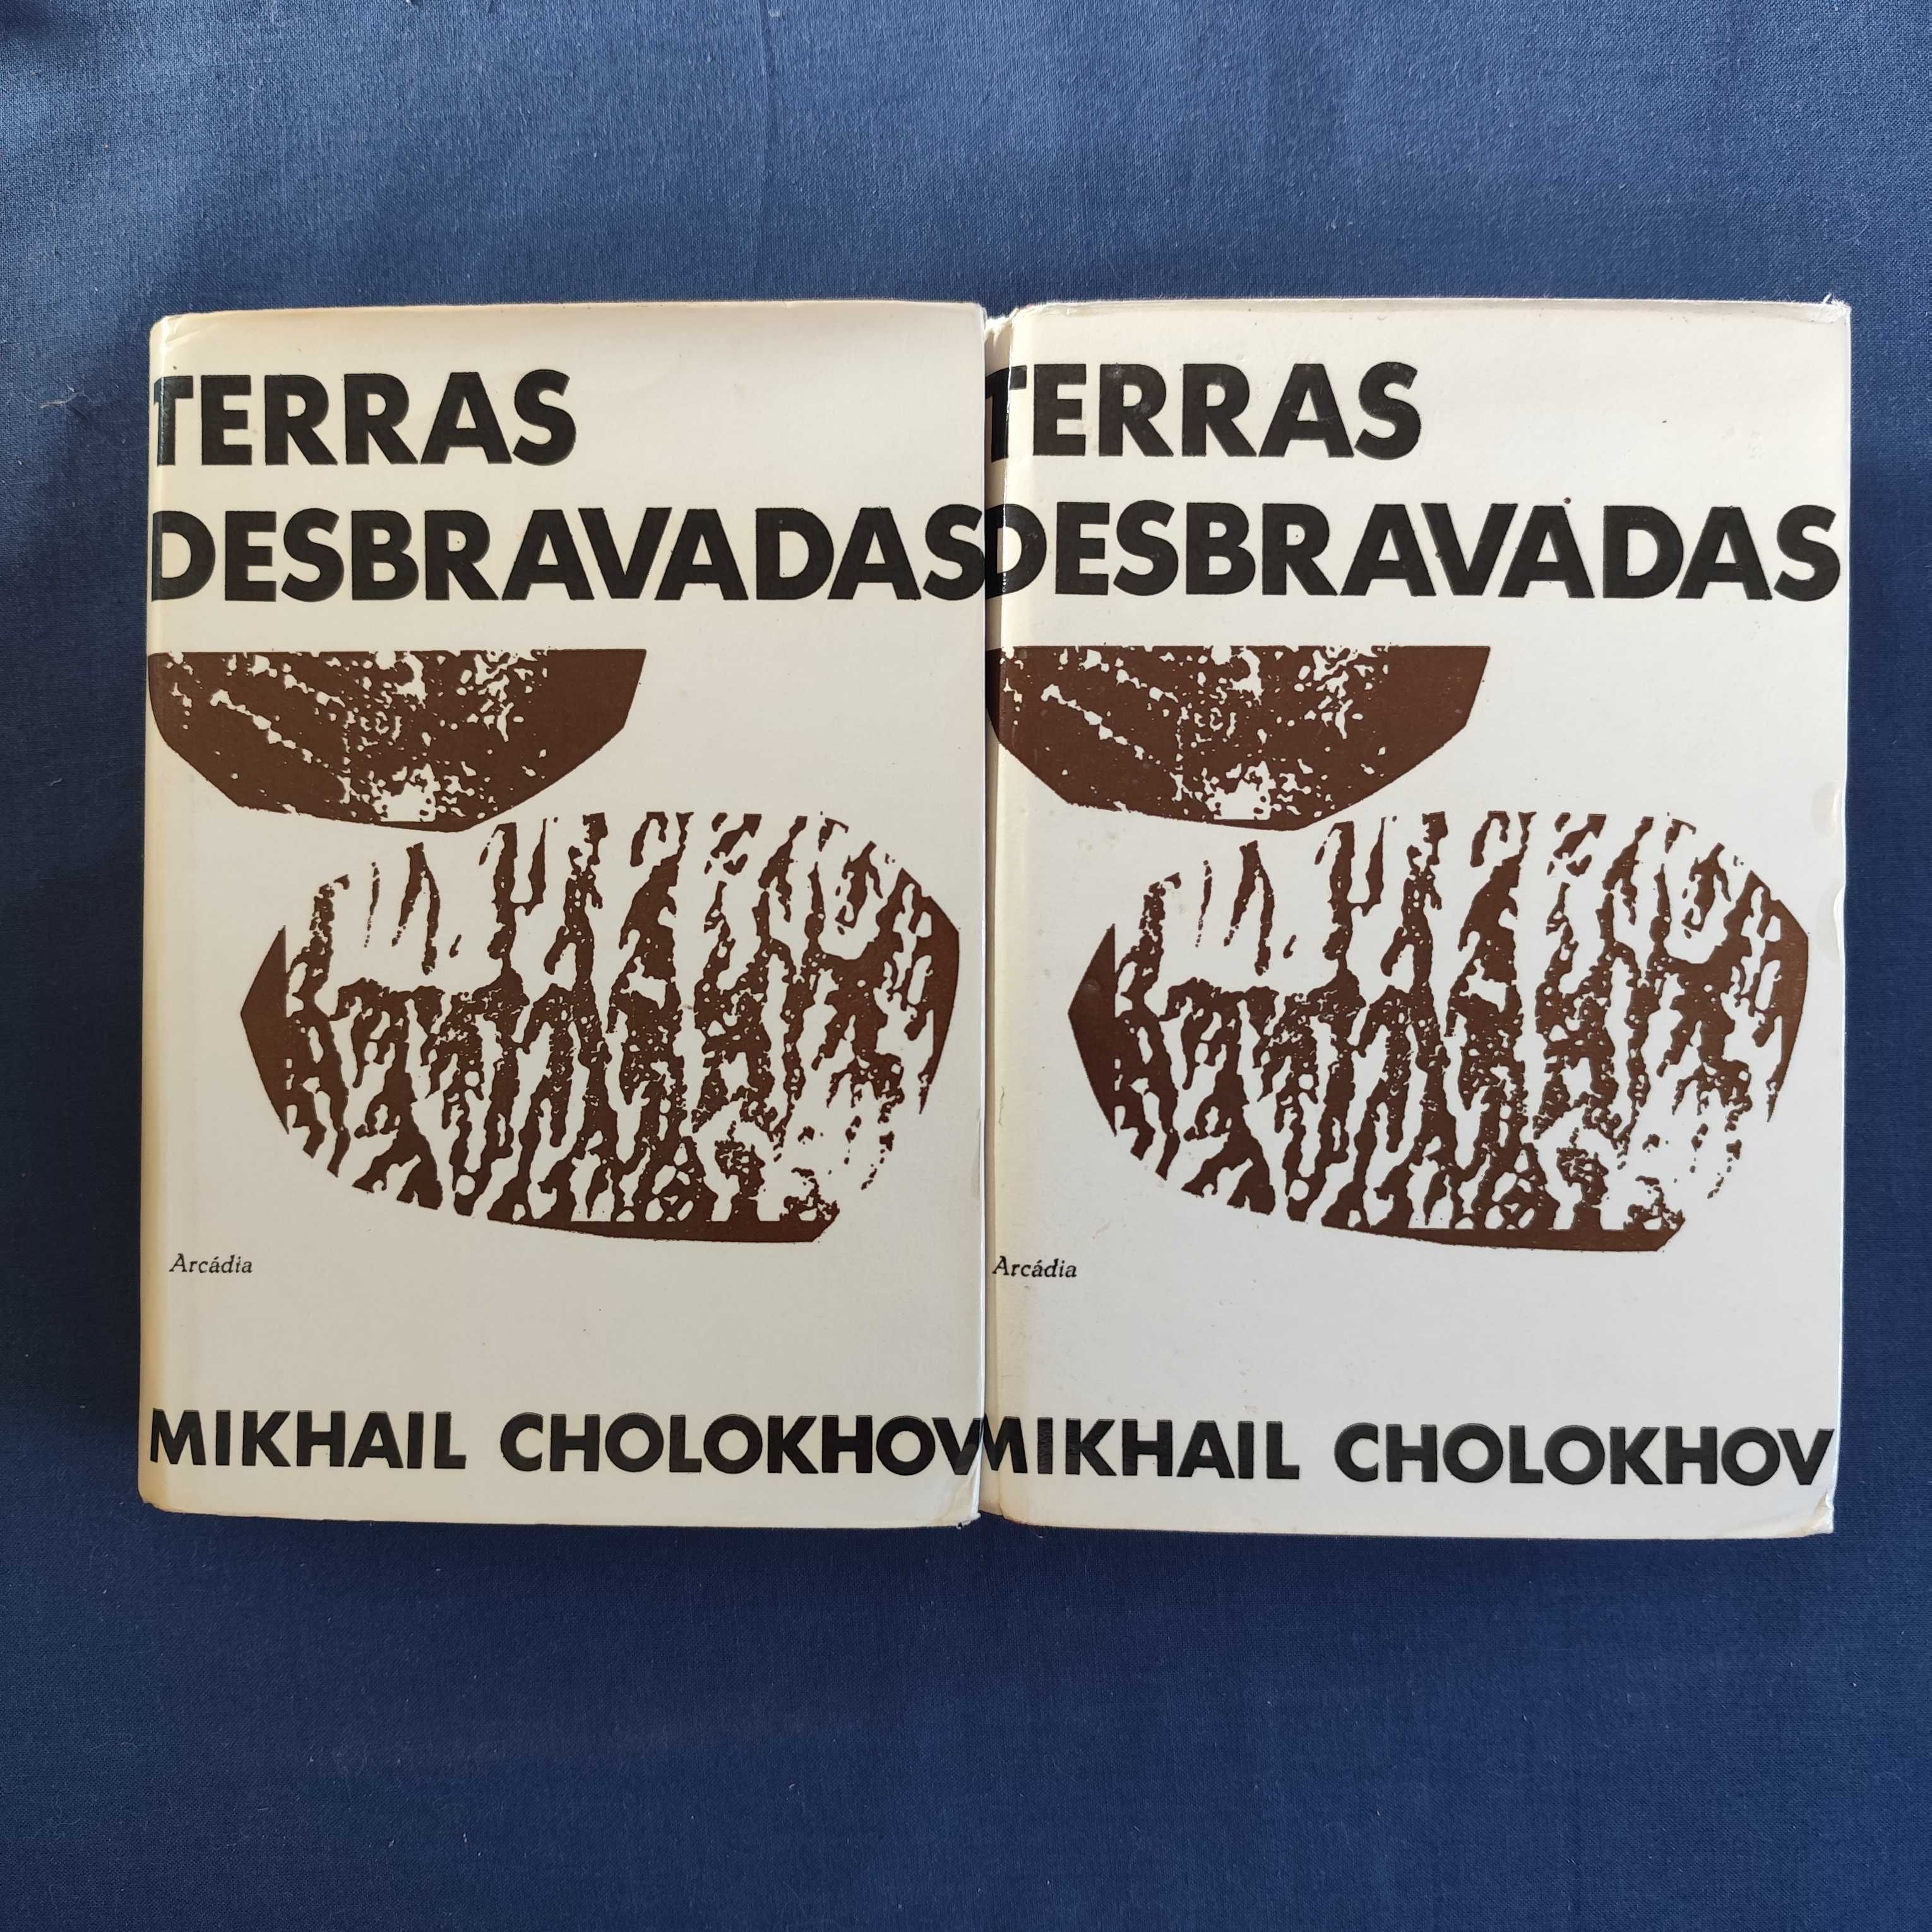 TERRAS
DESBRAVADAS
Arcádia
MIKHAIL CHOLOKHOV
TERRAS
DESBRAVADAS
Arcádia
MIKHAIL CHOLOKHOV